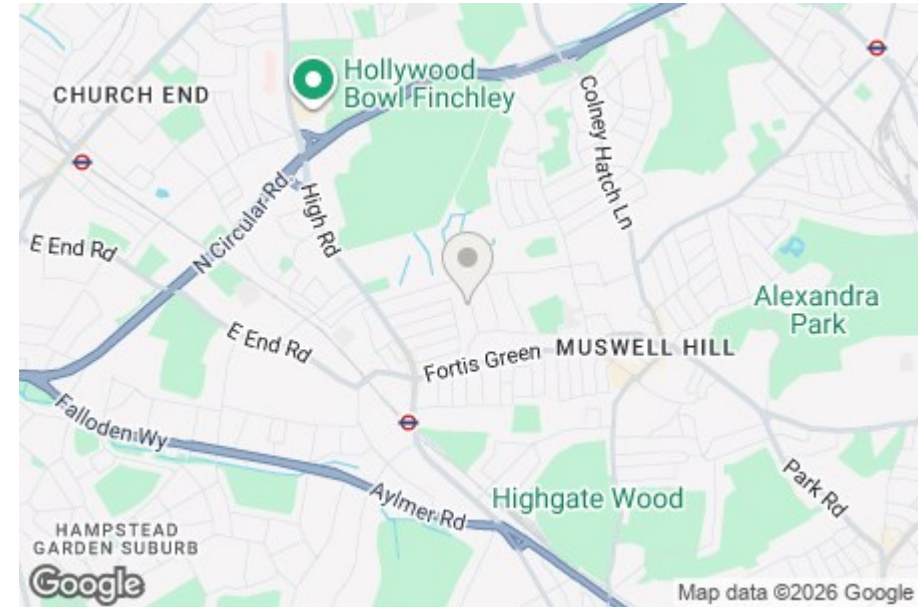 CHURCH END
Hollywood
Bowl Finchley
Colney Hatch Ln
N Circular Rd
High Rd
E End Rd
E End Rd
Alexandra
Park
Fortis Green
MUSWELL HILL
Falloden Wy
Aylmer Rd
Highgate Wood
Park Rd
HAMPSTEAD
GARDEN SUBURB
Google
Map data ©2026 Google